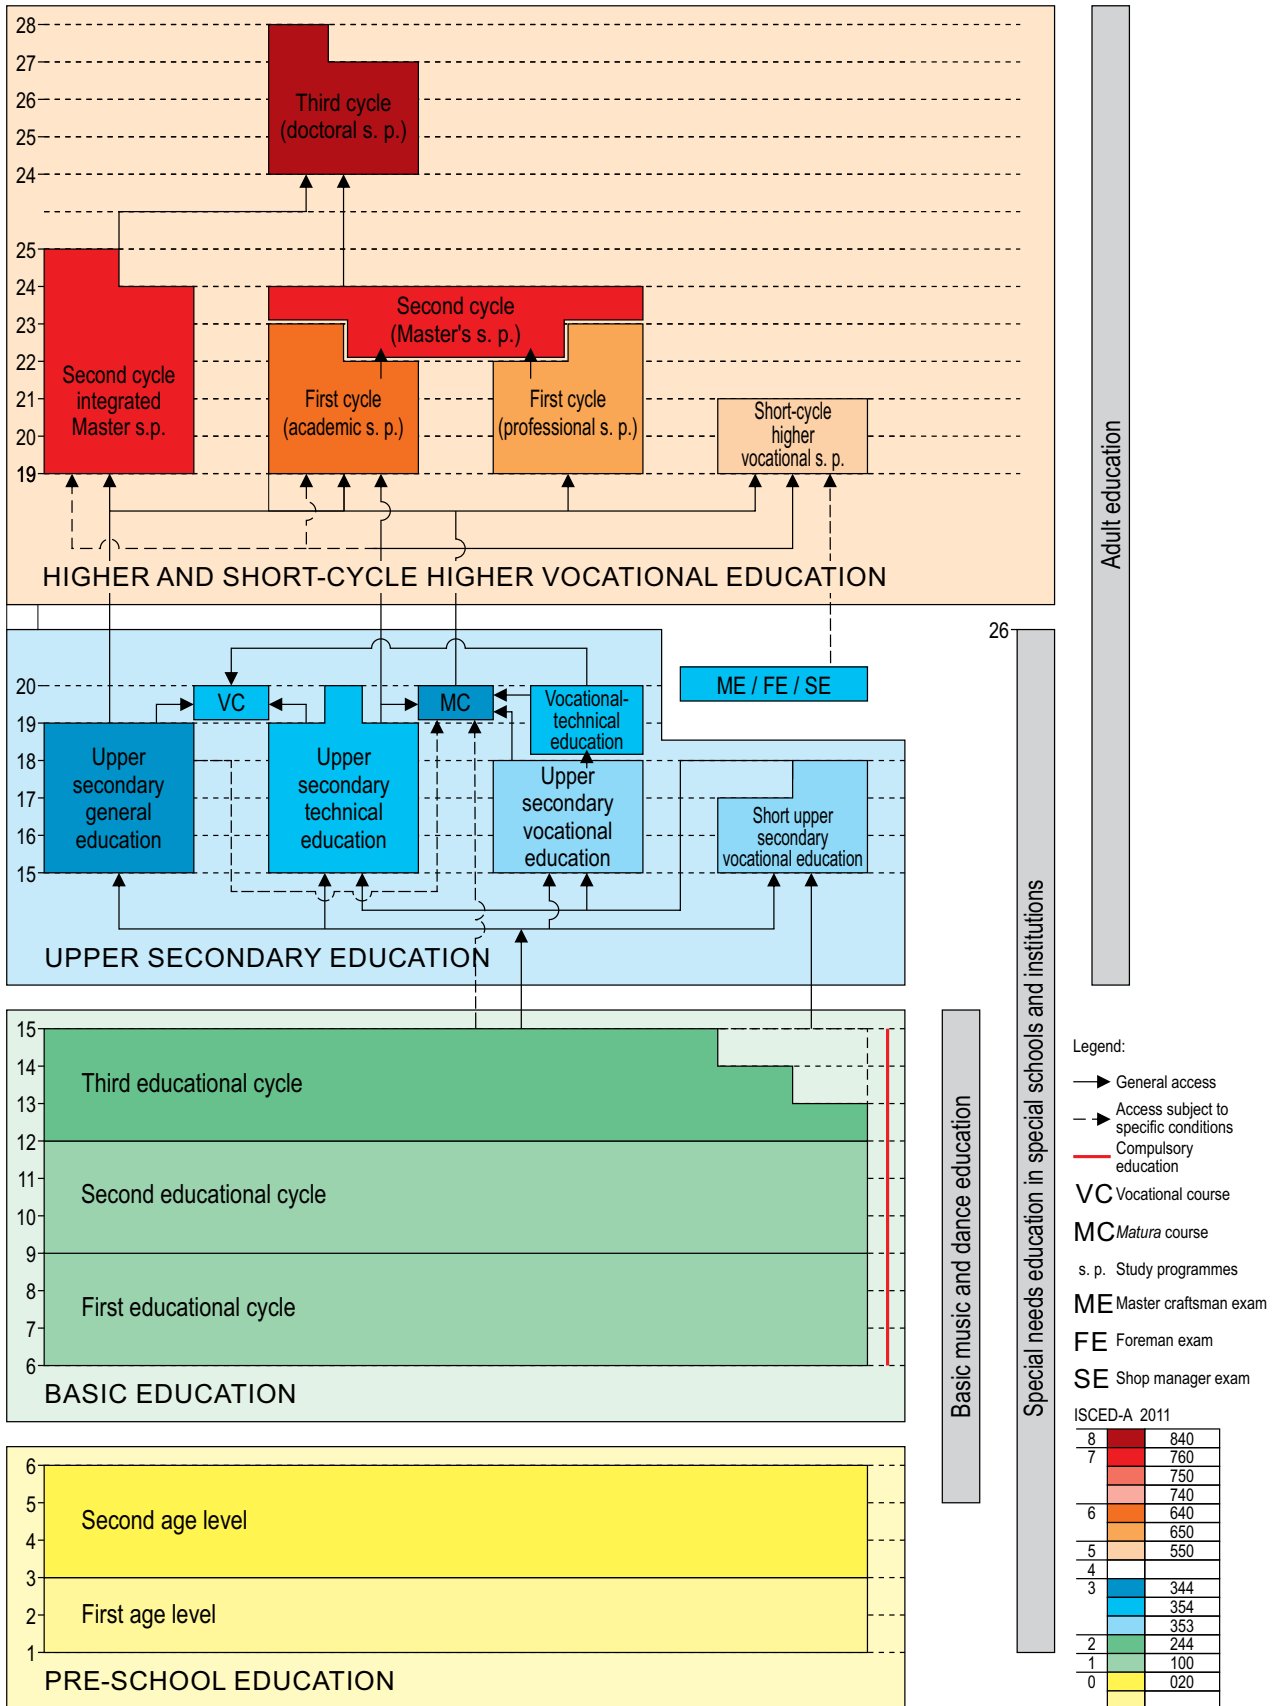 28
27
26
25
24
Third cycle
(doctoral s. p.)
25
24
23
22
21
20
19
Second cycle
integrated
Master s.p.
Second cycle
(Master's s. p.)
First cycle
(academic s. p.)
First cycle
(professional s. p.)
Short-cycle
higher
vocational s. p.
HIGHER AND SHORT-CYCLE HIGHER VOCATIONAL EDUCATION
Adult education
26
20
19
18
17
16
15
VC
MC
Vocational-
technical
education
ME / FE / SE
Upper
secondary
general
education
Upper
secondary
technical
education
Upper
secondary
vocational
education
Short upper
secondary
vocational education
UPPER SECONDARY EDUCATION
Special needs education in special schools and institutions
15
14
13
12
11
10
9
8
7
6
Third educational cycle
Second educational cycle
First educational cycle
BASIC EDUCATION
Basic music and dance education
6
5
4
3
2
1
Second age level
First age level
PRE-SCHOOL EDUCATION
Legend:
General access
Access subject to
specific conditions
Compulsory
education
VC Vocational course
MC Matura course
s. p. Study programmes
ME Master craftsman exam
FE Foreman exam
SE Shop manager exam
ISCED-A 2011
8 840
7 760
750
740
6 640
650
5 550
4
3 344
354
353
2 244
1 100
0 020